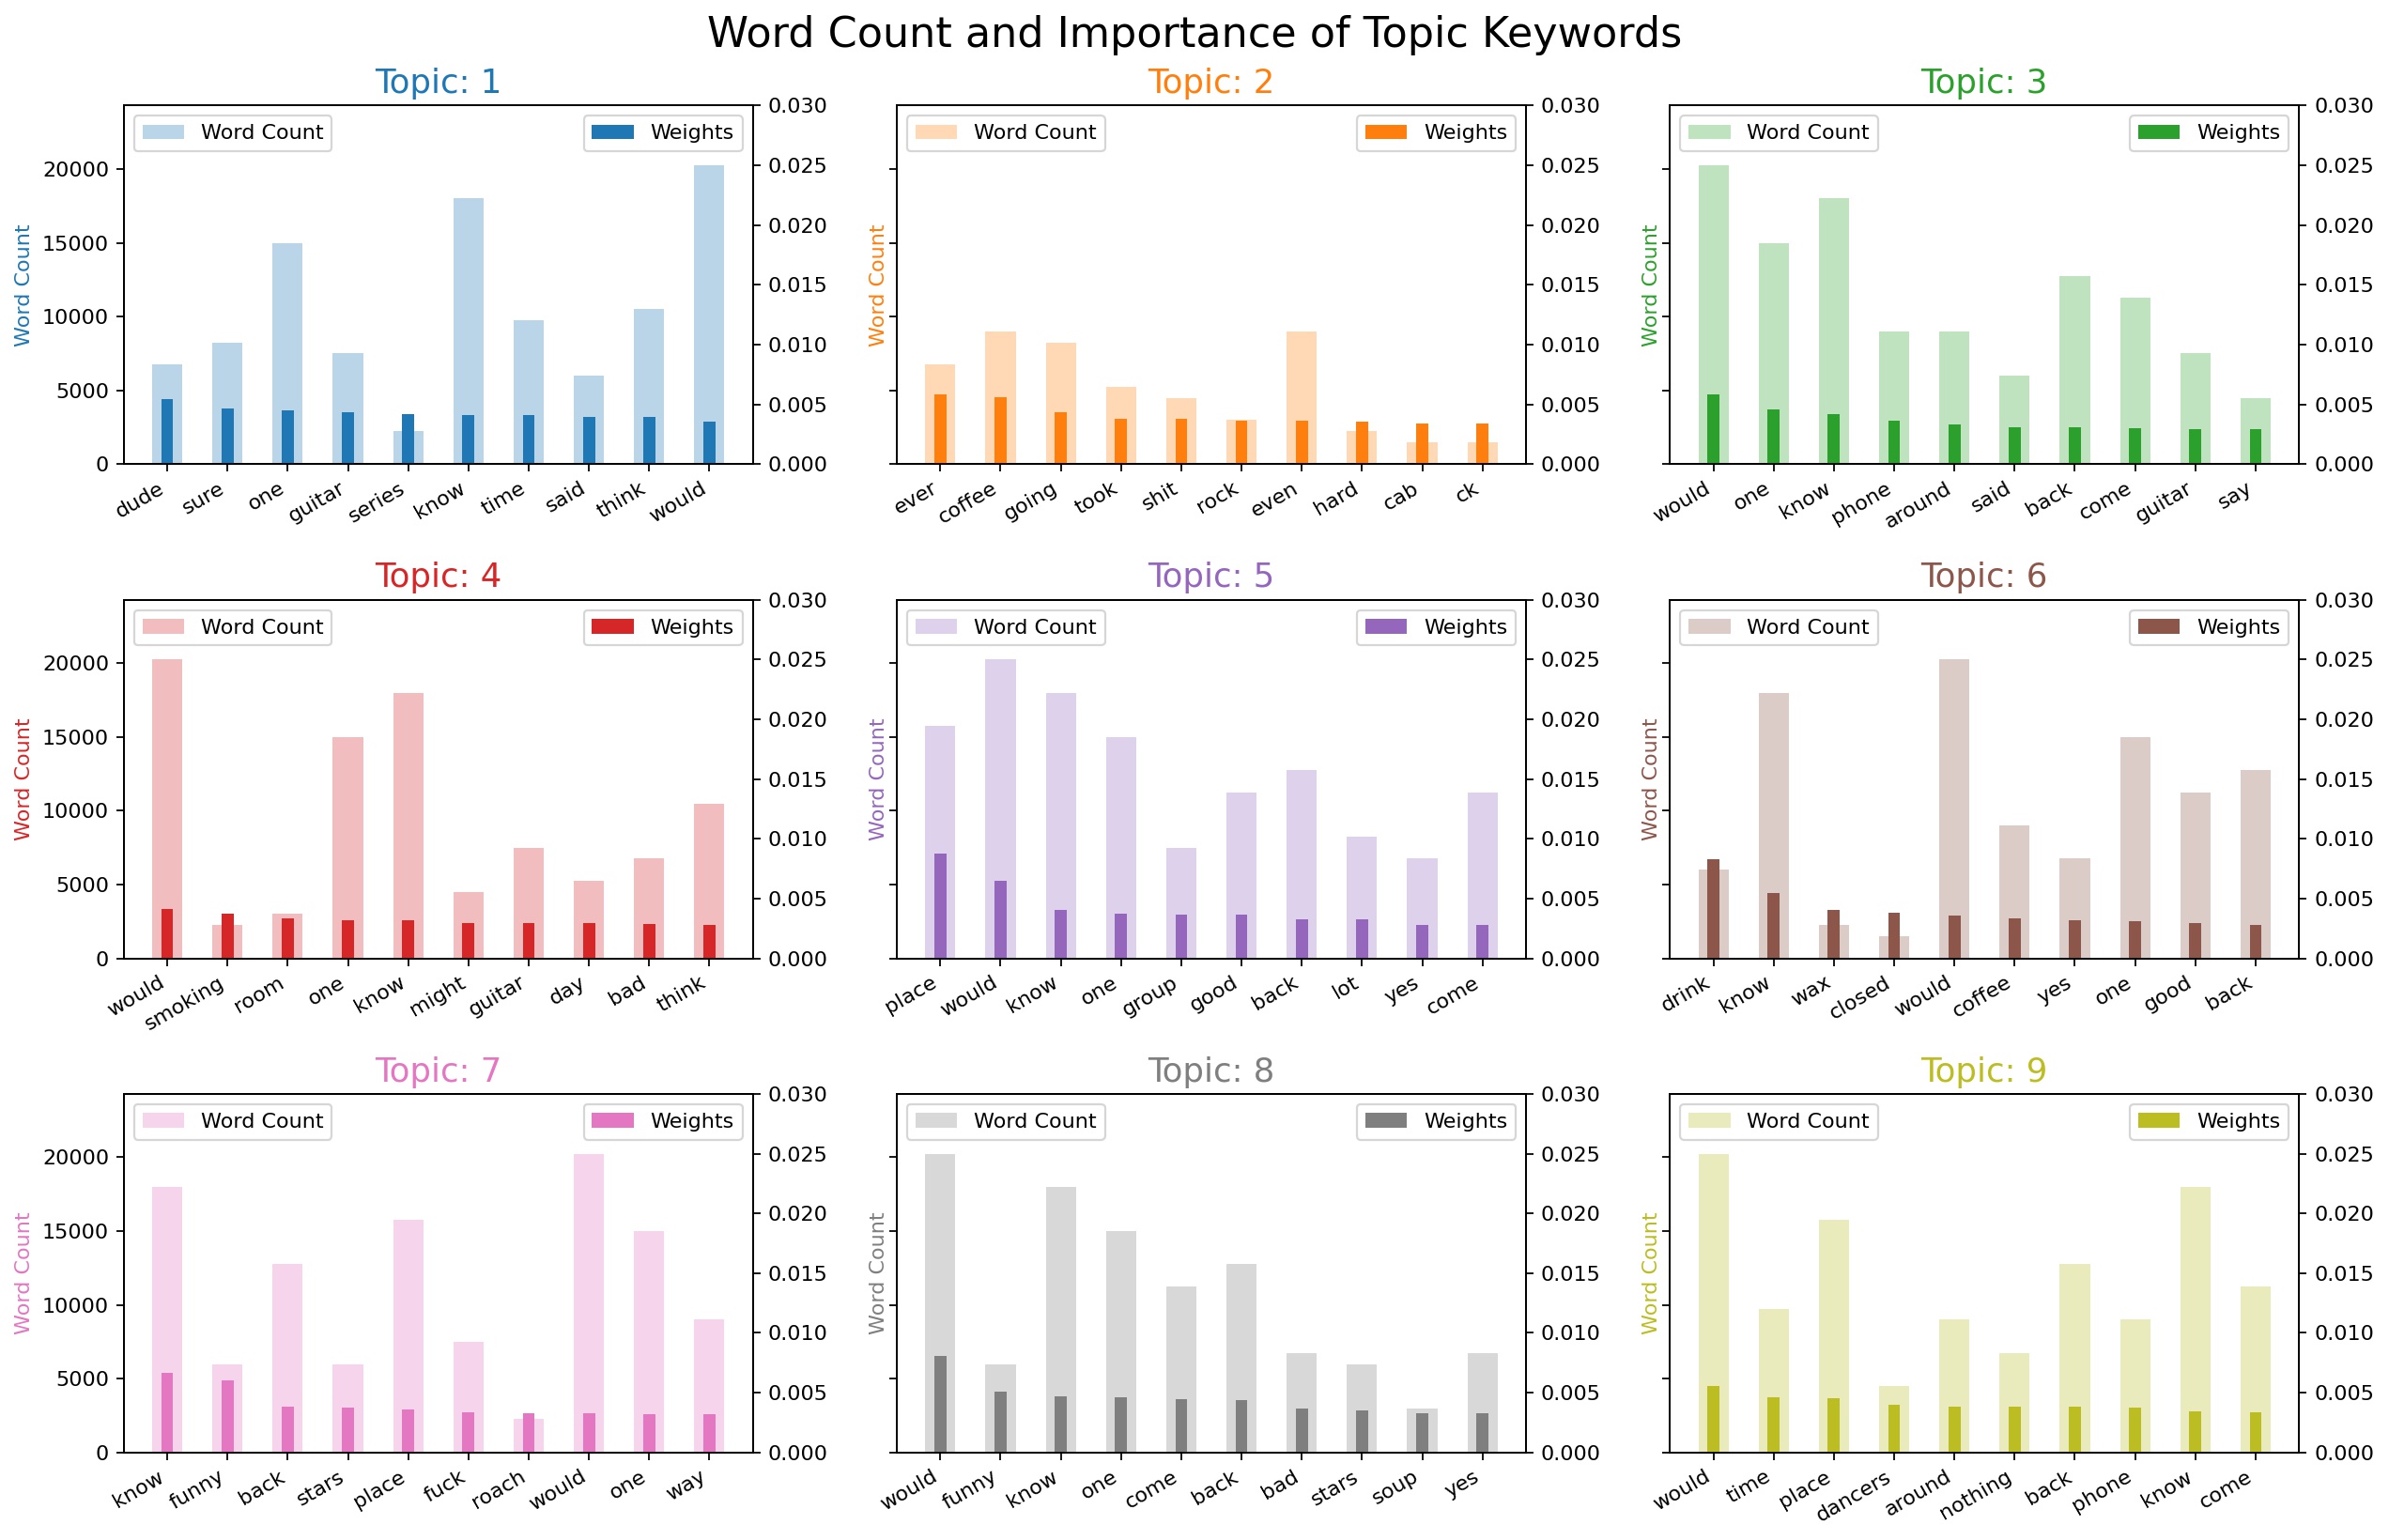 Word Count and Importance of Topic Keywords
Topic: 1
Topic: 2
Topic: 3
Word Count
Weights
0
5000
10000
15000
20000
0.000
0.005
0.010
0.015
0.020
0.025
0.030
Word Count
dude sure one guitar series know time said think would
Word Count
Weights
0.000
0.005
0.010
0.015
0.020
0.025
0.030
Word Count
ever coffee going took shit rock even hard cab ck
Word Count
Weights
0.000
0.005
0.010
0.015
0.020
0.025
0.030
Word Count
would one know phone around said back come guitar say
Topic: 4
Topic: 5
Topic: 6
Word Count
Weights
0
5000
10000
15000
20000
0.000
0.005
0.010
0.015
0.020
0.025
0.030
Word Count
would smoking room one know might guitar day bad think
Word Count
Weights
0.000
0.005
0.010
0.015
0.020
0.025
0.030
Word Count
place would know one group good back lot yes come
Word Count
Weights
0.000
0.005
0.010
0.015
0.020
0.025
0.030
Word Count
drink know wax closed would coffee yes one good back
Topic: 7
Topic: 8
Topic: 9
Word Count
Weights
0
5000
10000
15000
20000
0.000
0.005
0.010
0.015
0.020
0.025
0.030
Word Count
know funny back stars place fuck roach would one way
Word Count
Weights
0.000
0.005
0.010
0.015
0.020
0.025
0.030
Word Count
would funny know one come back bad stars soup yes
Word Count
Weights
0.000
0.005
0.010
0.015
0.020
0.025
0.030
Word Count
would time place dancers around nothing back phone know come